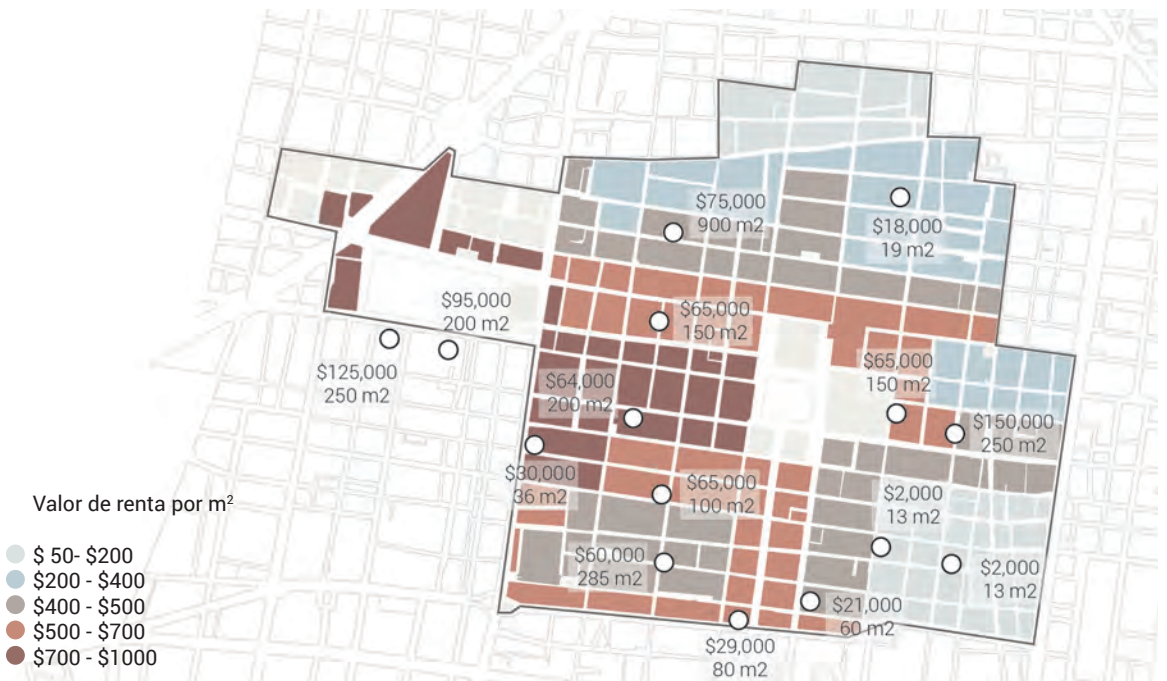 $75,000
900 m2
$18,000
19 m2
$95,000
200 m2
$65,000
150 m2
$125,000
250 m2
$64,000
200 m2
$65,000
150 m2
$150,000
250 m2
$30,000
36 m2
$65,000
100 m2
$2,000
13 m2
$60,000
285 m2
$2,000
13 m2
$21,000
60 m2
$29,000
80 m2
Valor de renta por m²
$ 50- $200
$200 - $400
$400 - $500
$500 - $700
$700 - $1000